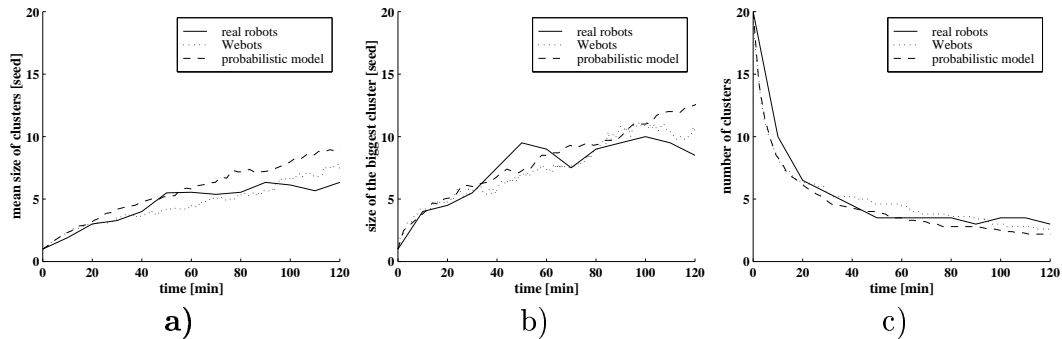 mean size of clusters [seed]
20
15
10
5
0
real robots
Webots
probabilistic model
0 20 40 60 80 100 120
time [min]
a)
size of the biggest cluster [seed]
20
15
10
5
0
real robots
Webots
probabilistic model
0 20 40 60 80 100 120
time [min]
b)
number of clusters
20
15
10
5
0
real robots
Webots
probabilistic model
0 20 40 60 80 100 120
time [min]
c)